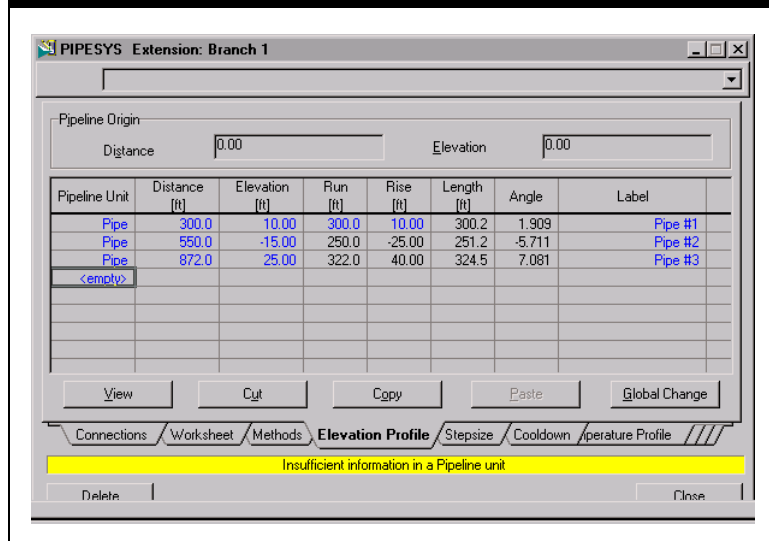 PIPESYS Extension: Branch 1
Pipeline Origin
Distance 0.00 Elevation 0.00
Pipeline Unit Distance [ft] Elevation [ft] Run [ft] Rise [ft] Length [ft] Angle Label
Pipe 300.0 10.00 300.0 10.00 300.2 1.909 Pipe #1
Pipe 550.0 -15.00 250.0 -25.00 251.2 -5.711 Pipe #2
Pipe 872.0 25.00 322.0 40.00 324.5 7.081 Pipe #3
<empty>
View Cut Copy Paste Global Change
Connections Worksheet Methods Elevation Profile Stepsize Cooldown perature Profile
Insufficient information in a Pipeline unit
Delete Close